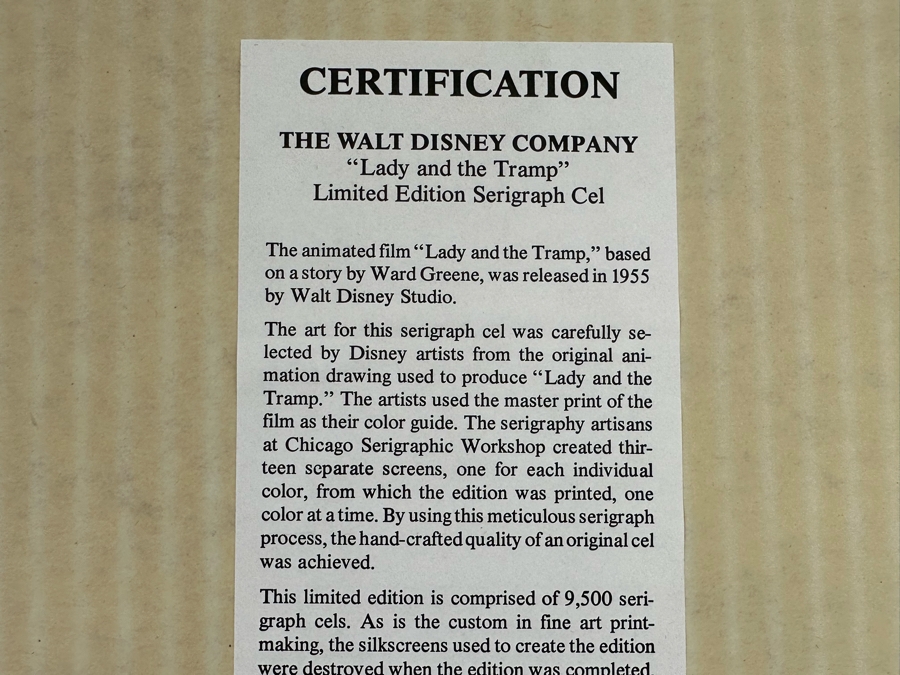 CERTIFICATION
THE WALT DISNEY COMPANY
“Lady and the Tramp”
Limited Edition Serigraph Cel
The animated film “Lady and the Tramp,” based
on a story by Ward Greene, was released in 1955
by Walt Disney Studio.
The art for this serigraph cel was carefully se-
lected by Disney artists from the original ani-
mation drawing used to produce “Lady and the
Tramp.” The artists used the master print of the
film as their color guide. The serigraphy artisans
at Chicago Serigraphic Workshop created thir-
teen separate screens, one for each individual
color, from which the edition was printed, one
color at a time. By using this meticulous serigraph
process, the hand-crafted quality of an original cel
was achieved.
This limited edition is comprised of 9,500 seri-
graph cels. As is the custom in fine art print-
making, the silkscreens used to create the edition
were destroyed when the edition was completed.